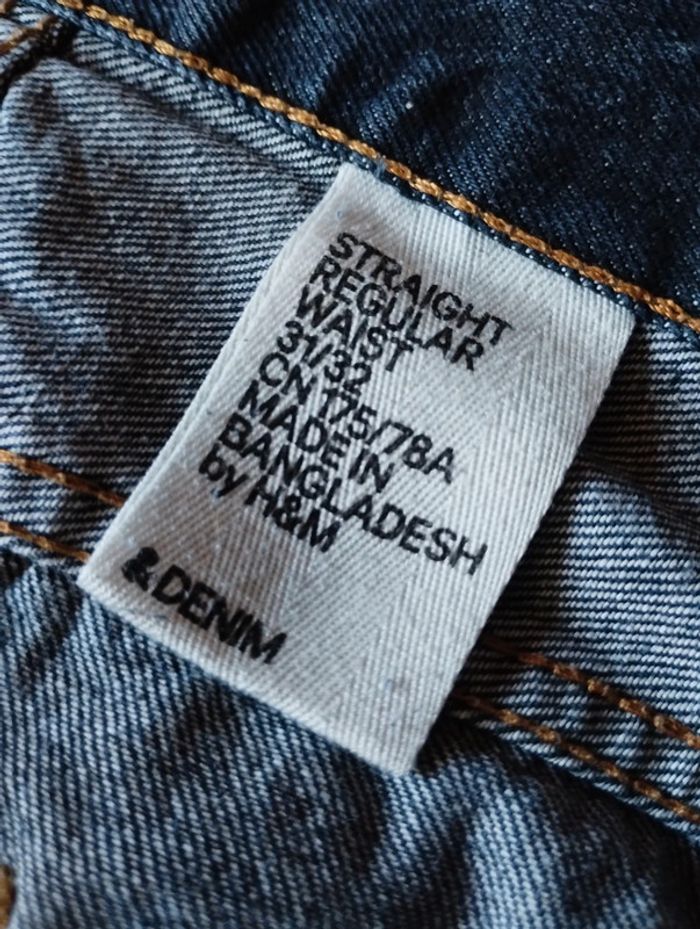 STRAIGHT
REGULAR
WAIST
31/32
CN 175/78A
MADE IN
BANGLADESH
by H&M
&DENIM